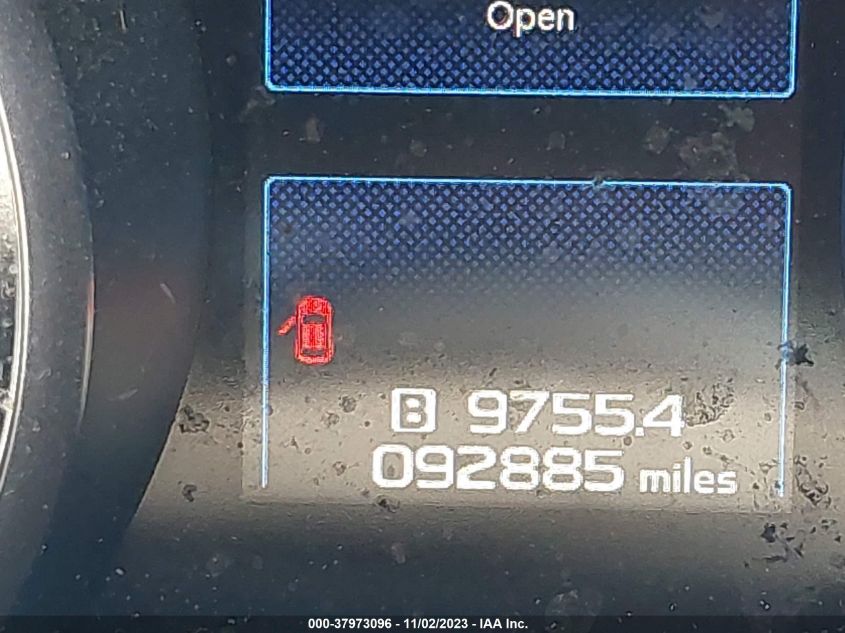 Open
B 9755.4
092885 miles
000-37973096 - 11/02/2023 - IAA Inc.